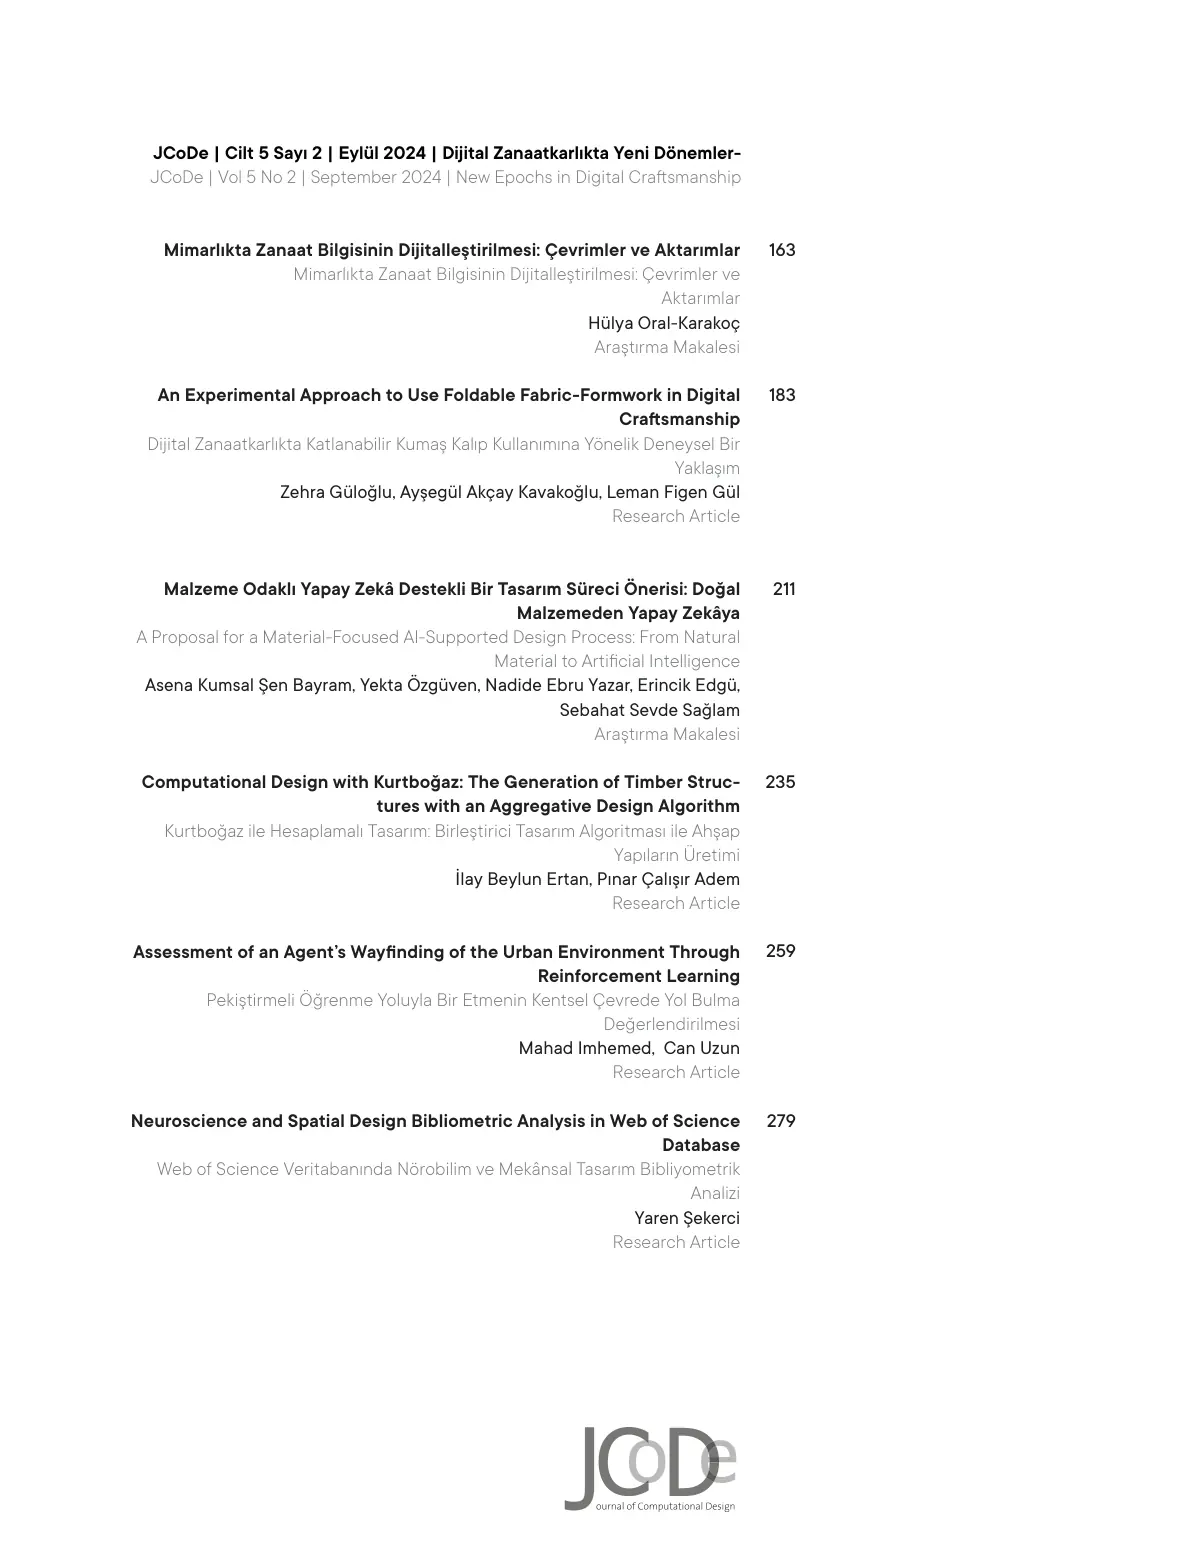 JCoDe | Cilt 5 Sayı 2 | Eylül 2024 | Dijital Zanaatkarlıkta Yeni Dönemler-
JCoDe | Vol 5 No 2 | September 2024 | New Epochs in Digital Craftsmanship
Mimarlıkta Zanaat Bilgisinin Dijitalleştirilmesi: Çevrimler ve Aktarımlar 163
Mimarlıkta Zanaat Bilgisinin Dijitalleştirilmesi: Çevrimler ve
Aktarımlar
Hülya Oral-Karakoç
Araştırma Makalesi
An Experimental Approach to Use Foldable Fabric-Formwork in Digital 183
Craftsmanship
Dijital Zanaatkarlıkta Katlanabilir Kumaş Kalıp Kullanımına Yönelik Deneysel Bir
Yaklaşım
Zehra Güloğlu, Ayşegül Akçay Kavakoğlu, Leman Figen Gül
Research Article
Malzeme Odaklı Yapay Zekâ Destekli Bir Tasarım Süreci Önerisi: Doğal 211
Malzemeden Yapay Zekâya
A Proposal for a Material-Focused AI-Supported Design Process: From Natural
Material to Artificial Intelligence
Asena Kumsal Şen Bayram, Yekta Özgüven, Nadide Ebru Yazar, Erincik Edgü,
Sebahat Sevde Sağlam
Araştırma Makalesi
Computational Design with Kurtboğaz: The Generation of Timber Struc- 235
tures with an Aggregative Design Algorithm
Kurtboğaz ile Hesaplamalı Tasarım: Birleştirici Tasarım Algoritması ile Ahşap
Yapıların Üretimi
İlay Beylun Ertan, Pınar Çalışır Adem
Research Article
Assessment of an Agent’s Wayfinding of the Urban Environment Through 259
Reinforcement Learning
Pekiştirmeli Öğrenme Yoluyla Bir Etmenin Kentsel Çevrede Yol Bulma
Değerlendirilmesi
Mahad Imhemed, Can Uzun
Research Article
Neuroscience and Spatial Design Bibliometric Analysis in Web of Science 279
Database
Web of Science Veritabanında Nörobilim ve Mekânsal Tasarım Bibliyometrik
Analizi
Yaren Şekerci
Research Article
JCoDe
ournal of Computational Design